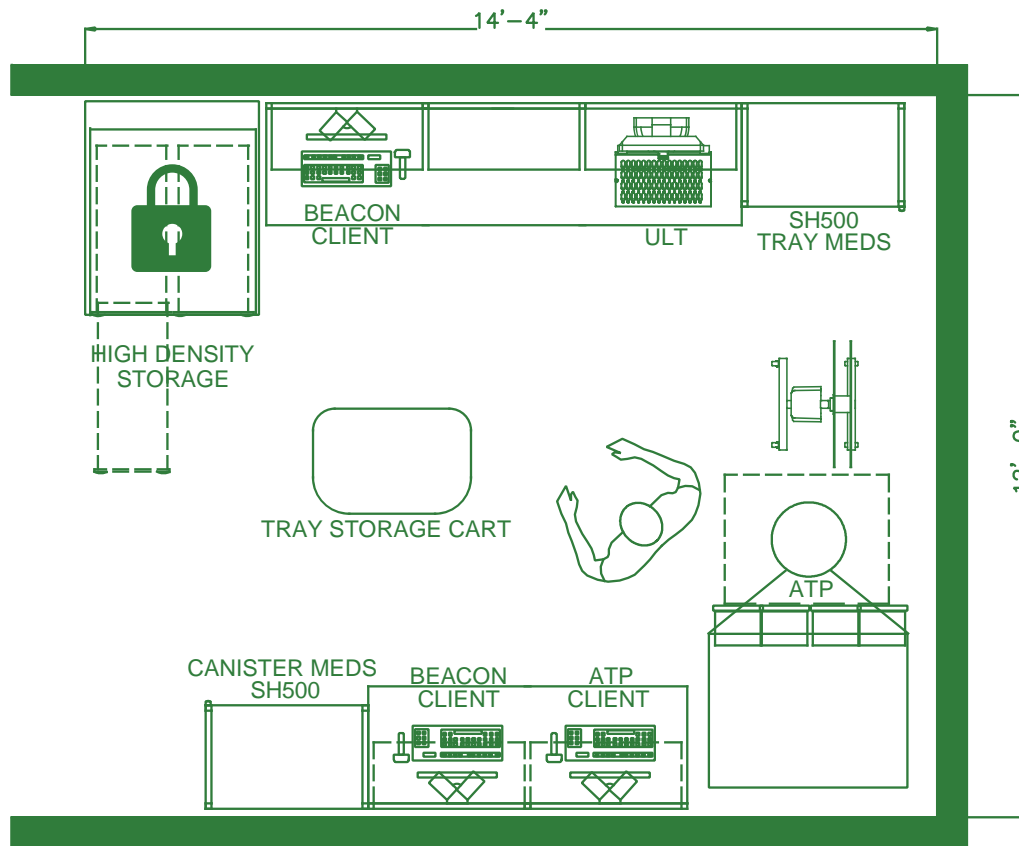 14'-4"
BEACON
CLIENT
ULT
SH500
TRAY MEDS
HIGH DENSITY
STORAGE
TRAY STORAGE CART
ATP
CANISTER MEDS
SH500
BEACON
CLIENT
ATP
CLIENT